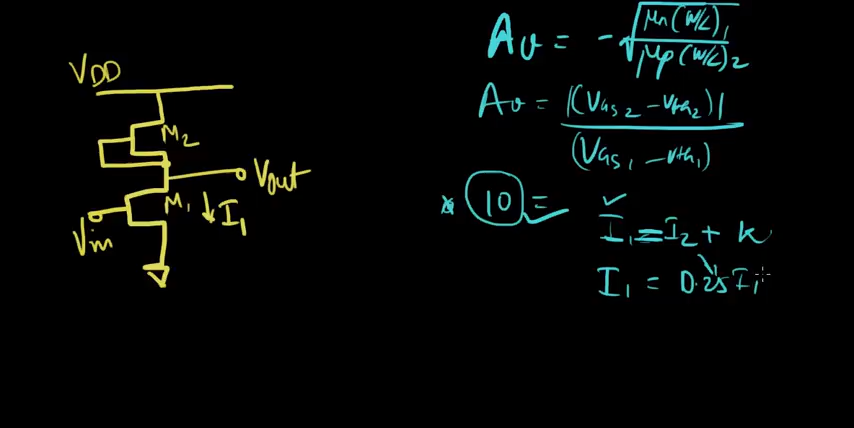 Av = -√μn(W/L)1
μp(W/L)2
VDD
M2
Av = |(VGS2 - Vth2)|
(VGS1 - Vth1)
Vout
M1 ↓ I1
10 =
Vin
I1 = I2 + k
I1 = 0.25 I1